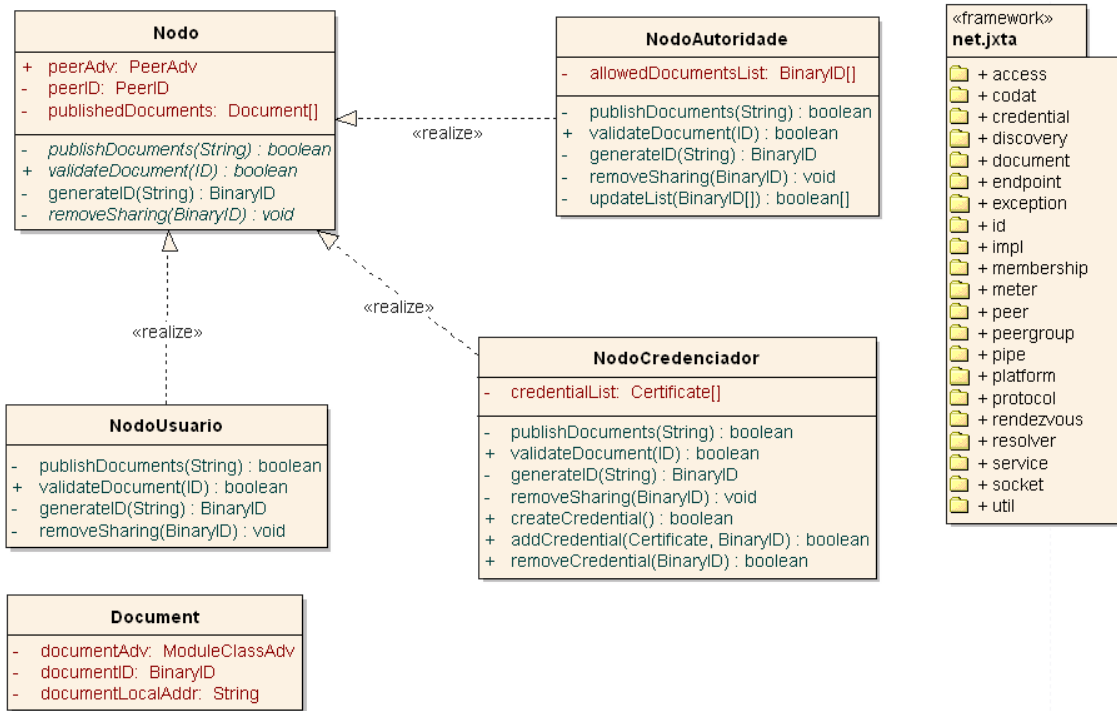 Nodo
+ peerAdv: PeerAdv
- peerID: PeerID
- publishedDocuments: Document[]
- publishDocuments(String) : boolean
+ validateDocument(ID) : boolean
- generateID(String) : BinaryID
- removeSharing(BinaryID) : void
«realize»
NodoAutoridade
- allowedDocumentsList: BinaryID[]
- publishDocuments(String) : boolean
+ validateDocument(ID) : boolean
- generateID(String) : BinaryID
- removeSharing(BinaryID) : void
- updateList(BinaryID[]) : boolean[]
«framework»
net.jxta
+ access
+ codat
+ credential
+ discovery
+ document
+ endpoint
+ exception
+ id
+ impl
+ membership
+ meter
+ peer
+ peergroup
+ pipe
+ platform
+ protocol
+ rendezvous
+ resolver
+ service
+ socket
+ util
«realize»
«realize»
NodoUsuario
- publishDocuments(String) : boolean
+ validateDocument(ID) : boolean
- generateID(String) : BinaryID
- removeSharing(BinaryID) : void
NodoCredenciador
- credentialList: Certificate[]
- publishDocuments(String) : boolean
+ validateDocument(ID) : boolean
- generateID(String) : BinaryID
- removeSharing(BinaryID) : void
+ createCredential() : boolean
+ addCredential(Certificate, BinaryID) : boolean
+ removeCredential(BinaryID) : boolean
Document
- documentAdv: ModuleClassAdv
- documentID: BinaryID
- documentLocalAddr: String